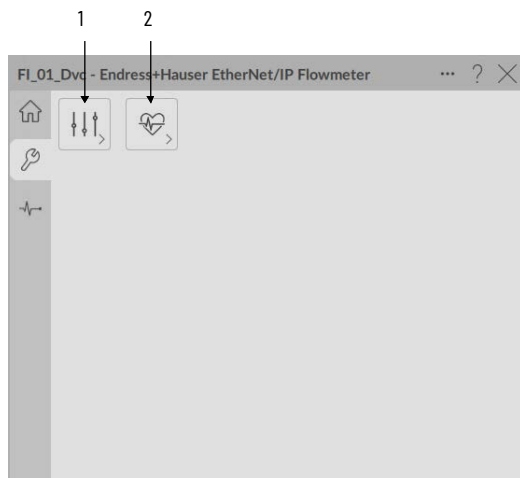 1 2
FI_01_Dvc - Endress+Hauser EtherNet/IP Flowmeter ... ?